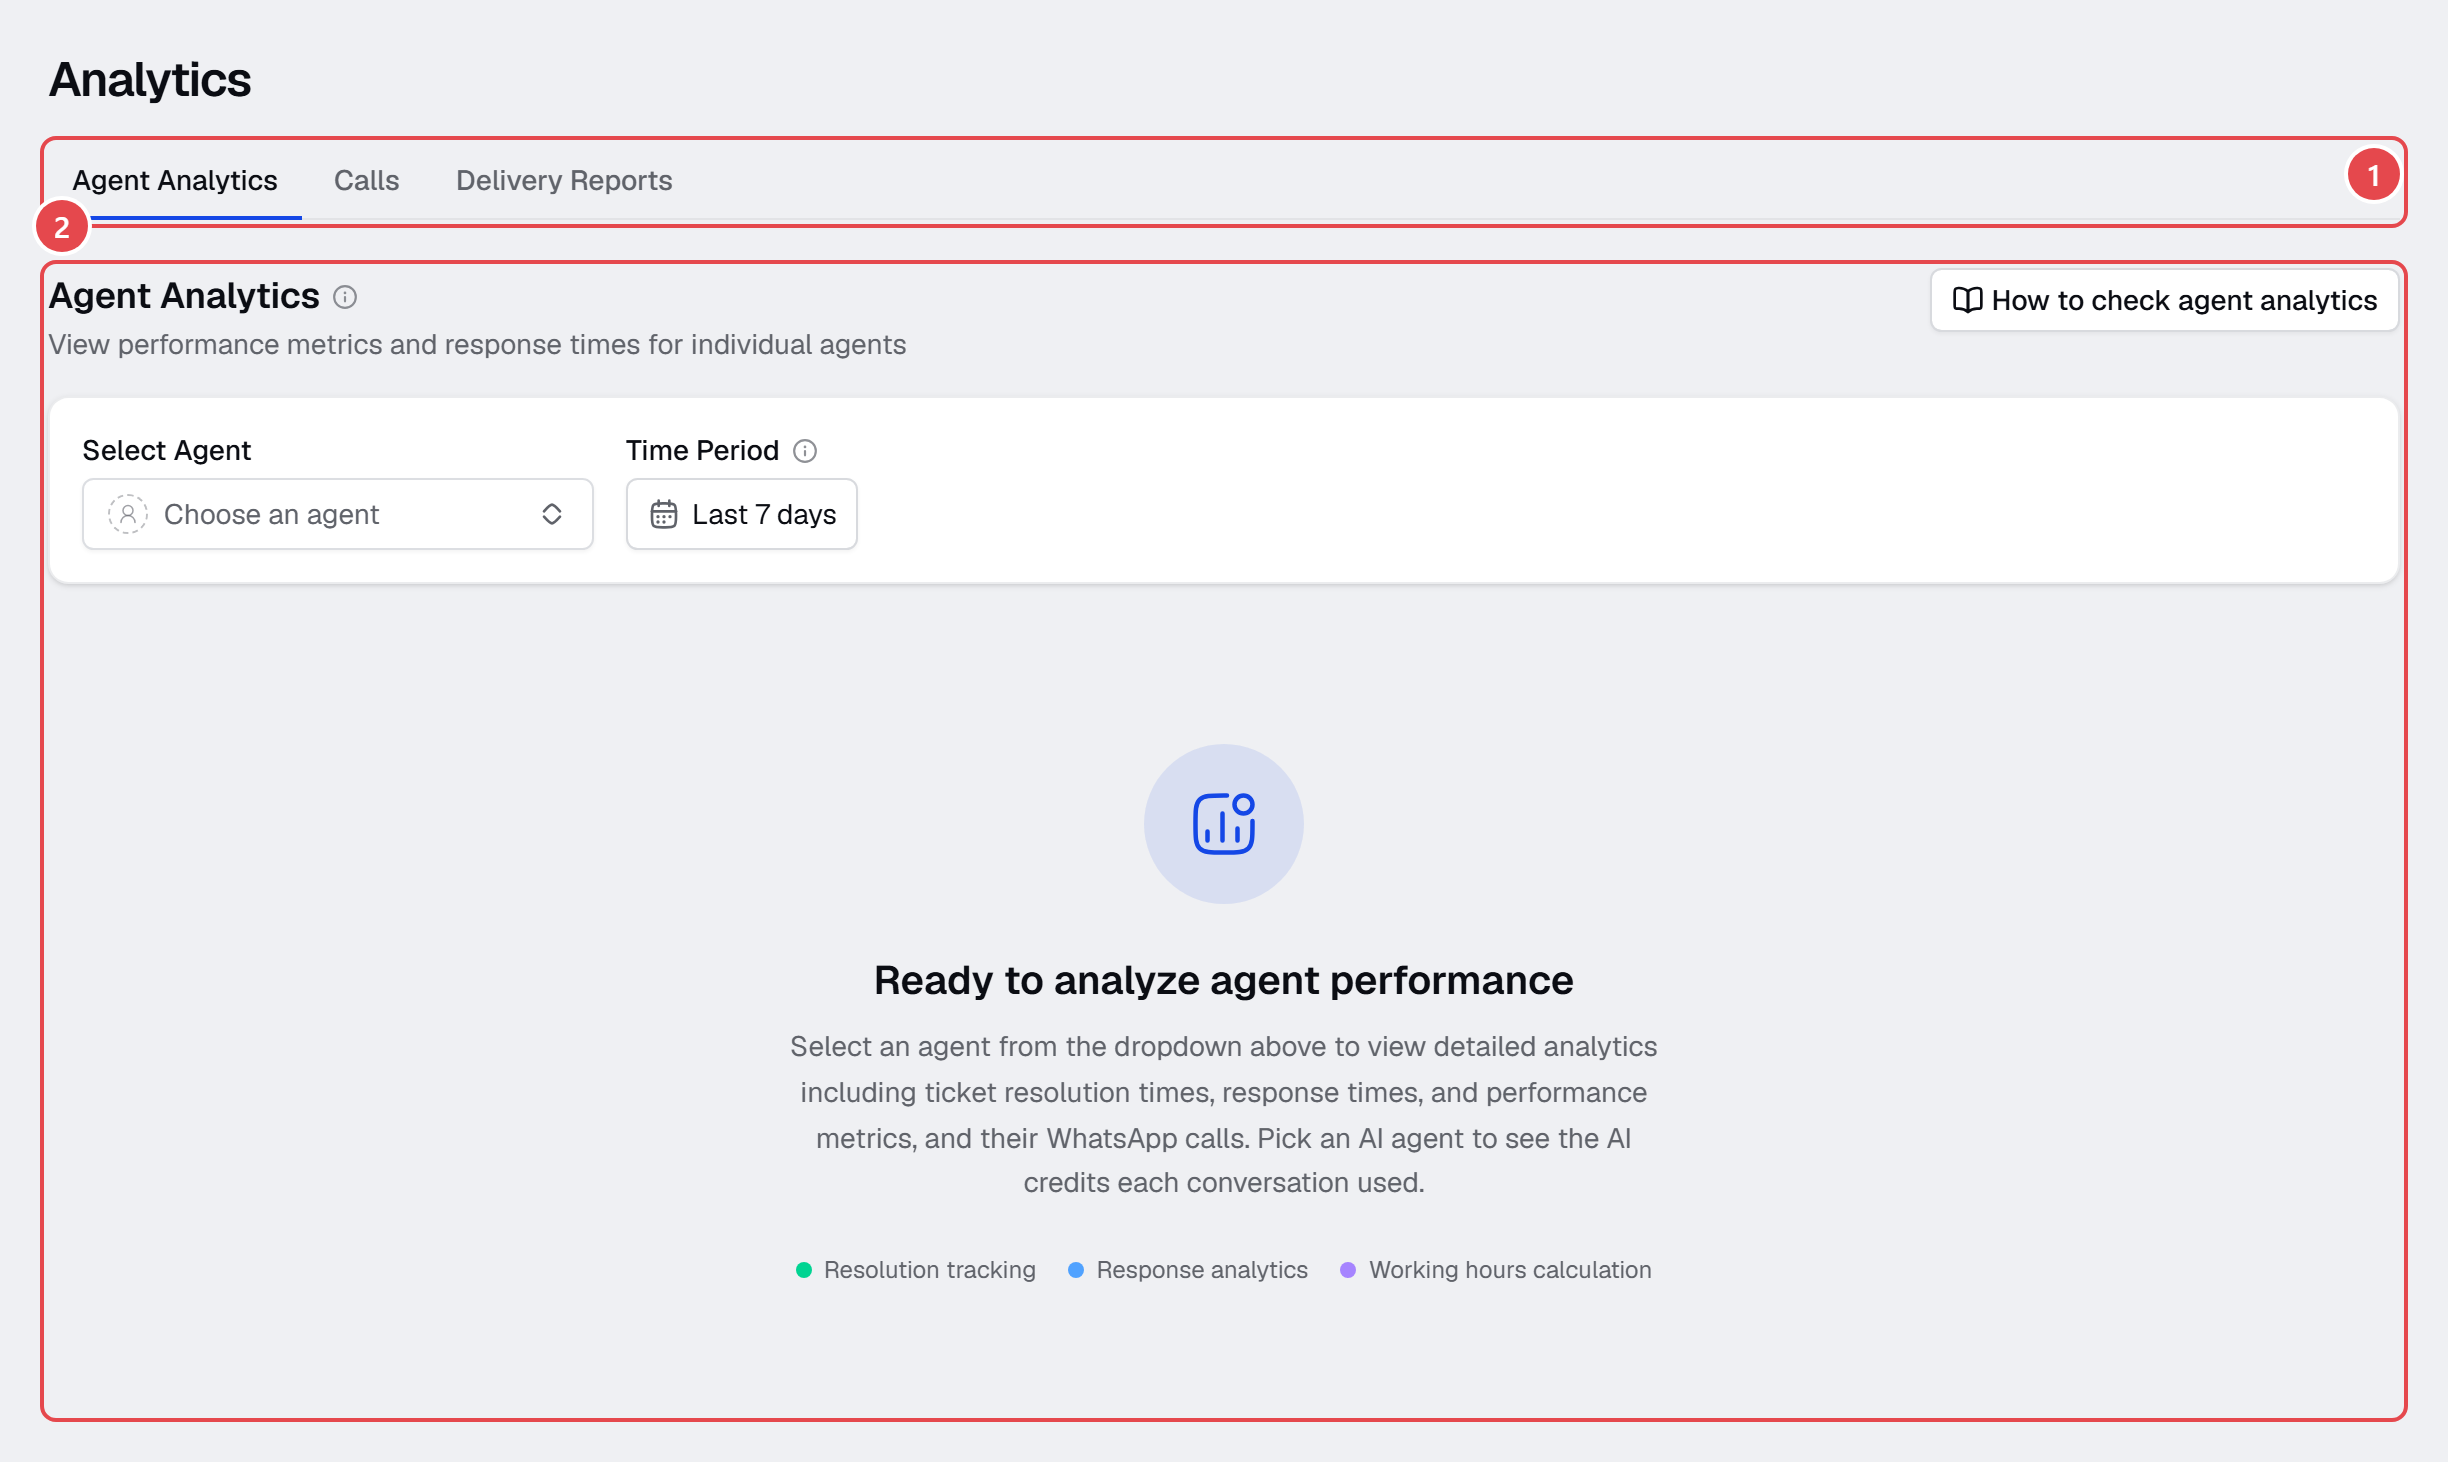 Analytics
Agent Analytics
Calls
Delivery Reports
1
2
Agent Analytics
How to check agent analytics
View performance metrics and response times for individual agents
Select Agent
Time Period
Choose an agent
Last 7 days
Ready to analyze agent performance
Select an agent from the dropdown above to view detailed analytics
including ticket resolution times, response times, and performance
metrics, and their WhatsApp calls. Pick an AI agent to see the AI
credits each conversation used.
Resolution tracking
Response analytics
Working hours calculation